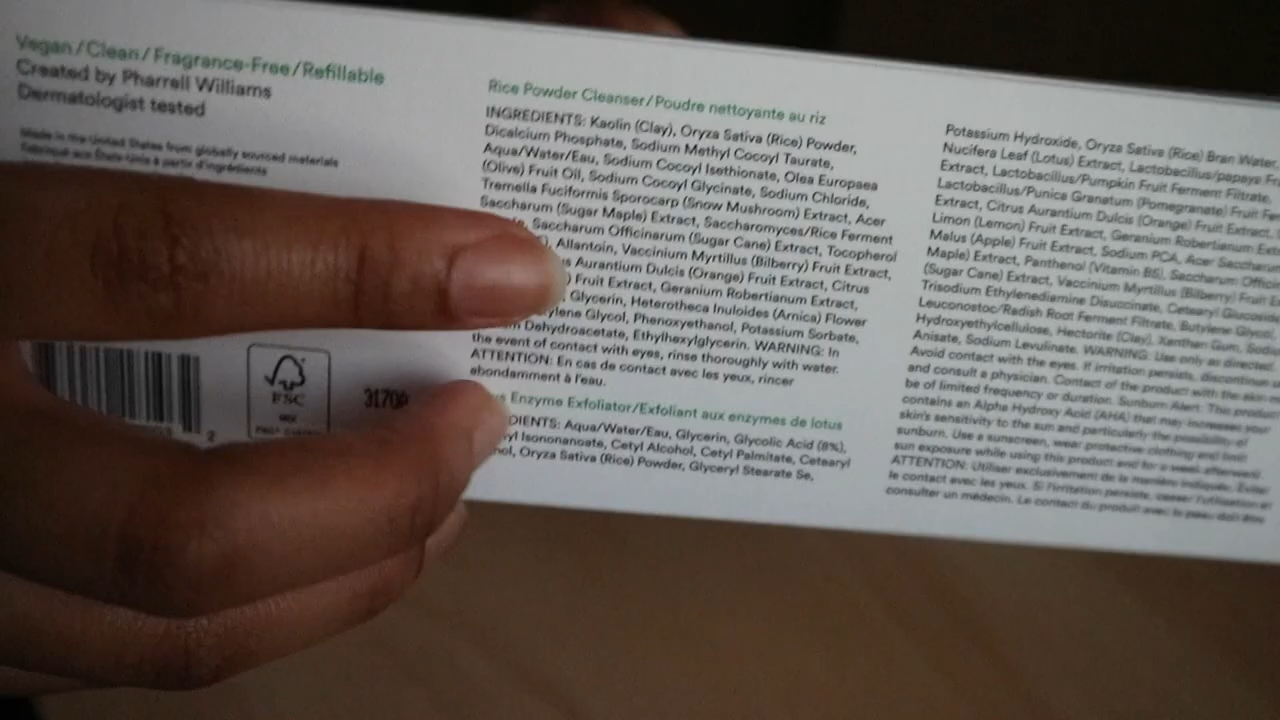 Vegan/Clean/Fragrance-Free/Refillable
Created by Pharrell Williams
Dermatologist tested
Made in the United States from globally sourced materials
Fabriqué aux États-Unis à partir d'ingrédients
2
FSC
3170A
Rice Powder Cleanser/Poudre nettoyante au riz
INGREDIENTS: Kaolin (Clay), Oryza Sativa (Rice) Powder,
Dicalcium Phosphate, Sodium Methyl Cocoyl Taurate,
Aqua/Water/Eau, Sodium Cocoyl Isethionate, Olea Europaea
(Olive) Fruit Oil, Sodium Cocoyl Glycinate, Sodium Chloride,
Tremella Fuciformis Sporocarp (Snow Mushroom) Extract, Acer
Saccharum (Sugar Maple) Extract, Saccharomyces/Rice Ferment
Saccharum Officinarum (Sugar Cane) Extract, Tocopherol
Allantoin, Vaccinium Myrtillus (Bilberry) Fruit Extract,
Aurantium Dulcis (Orange) Fruit Extract, Citrus
) Fruit Extract, Geranium Robertianum Extract,
Glycerin, Heterotheca Inuloides (Arnica) Flower
ylene Glycol, Phenoxyethanol, Potassium Sorbate,
Dehydroacetate, Ethylhexylglycerin. WARNING: In
the event of contact with eyes, rinse thoroughly with water.
ATTENTION: En cas de contact avec les yeux, rincer
abondamment à l'eau.
Enzyme Exfoliator/Exfoliant aux enzymes de lotus
DIENTS: Aqua/Water/Eau, Glycerin, Glycolic Acid (8%),
yl Isononanoate, Cetyl Alcohol, Cetyl Palmitate, Cetearyl
nol, Oryza Sativa (Rice) Powder, Glyceryl Stearate Se,
Potassium Hydroxide, Oryza Sativa (Rice) Bran Water,
Nucifera Leaf (Lotus) Extract, Lactobacillus/papaya Fr
Extract, Lactobacillus/Pumpkin Fruit Ferment Filtrate,
Lactobacillus/Punica Granatum (Pomegranate) Fruit Fe
Extract, Citrus Aurantium Dulcis (Orange) Fruit Extract,
Limon (Lemon) Fruit Extract, Geranium Robertianum Ext
Malus (Apple) Fruit Extract, Sodium PCA, Acer Saccharum
Maple) Extract, Panthenol (Vitamin B5), Saccharum Offici
(Sugar Cane) Extract, Vaccinium Myrtillus (Bilberry) Fruit E
Trisodium Ethylenediamine Disuccinate, Cetearyl Glucoside
Leuconostoc/Radish Root Ferment Filtrate, Butylene Glycol,
Hydroxyethylcellulose, Hectorite (Clay), Xanthan Gum, Sodiu
Anisate, Sodium Levulinate. WARNING: Use only as directed.
Avoid contact with the eyes. If irritation persists, discontinue u
and consult a physician. Contact of the product with the skin m
be of limited frequency or duration. Sunburn Alert: This product
contains an Alpha Hydroxy Acid (AHA) that may increase your
skin's sensitivity to the sun and particularly the possibility of
sunburn. Use a sunscreen, wear protective clothing and limit
sun exposure while using this product and for a week afterward.
ATTENTION: Utiliser exclusivement de la manière indiquée. Éviter
le contact avec les yeux. Si l'irritation persiste, cesser l'utilisation et
consulter un médecin. Le contact du produit avec la peau doit être